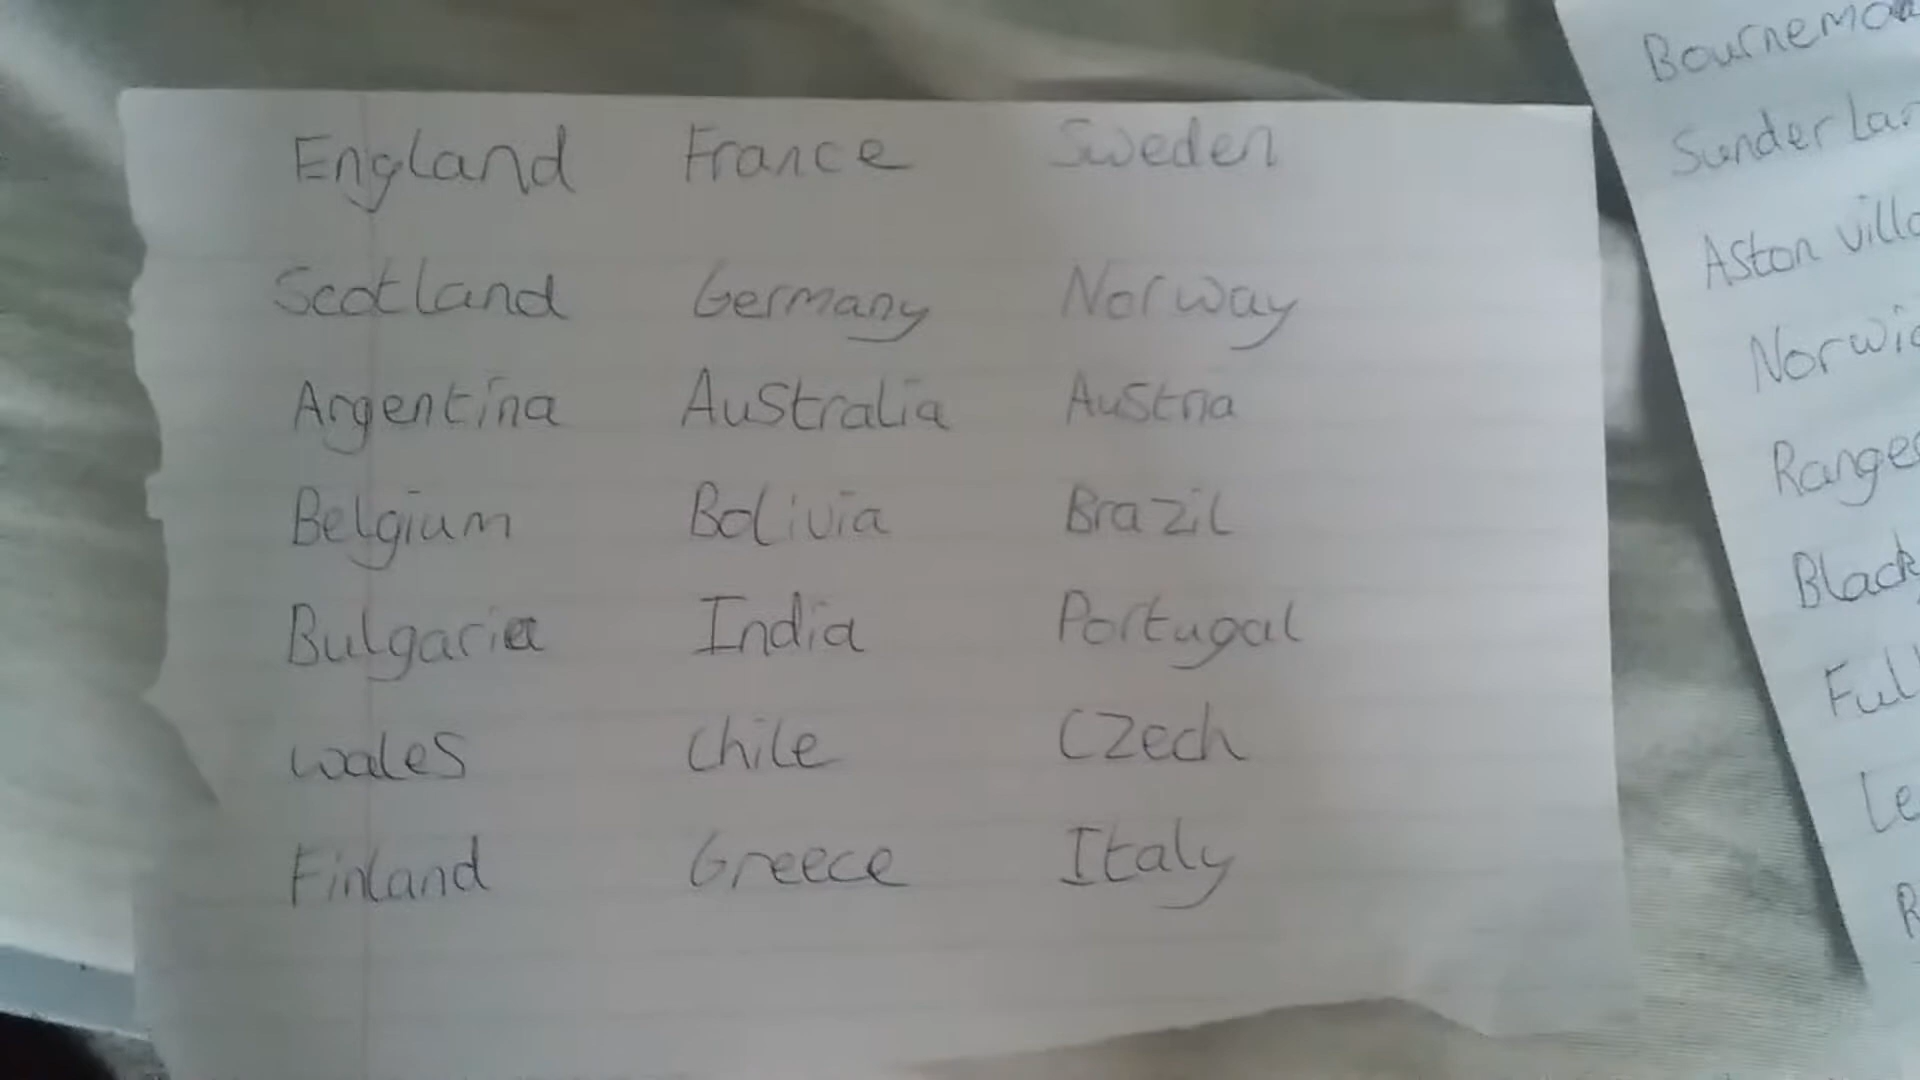 England France Sweden
Scotland Germany Norway
Argentina Australia Austria
Belgium Bolivia Brazil
Bulgaria India Portugal
Wales Chile Czech
Finland Greece Italy
Aston Villa